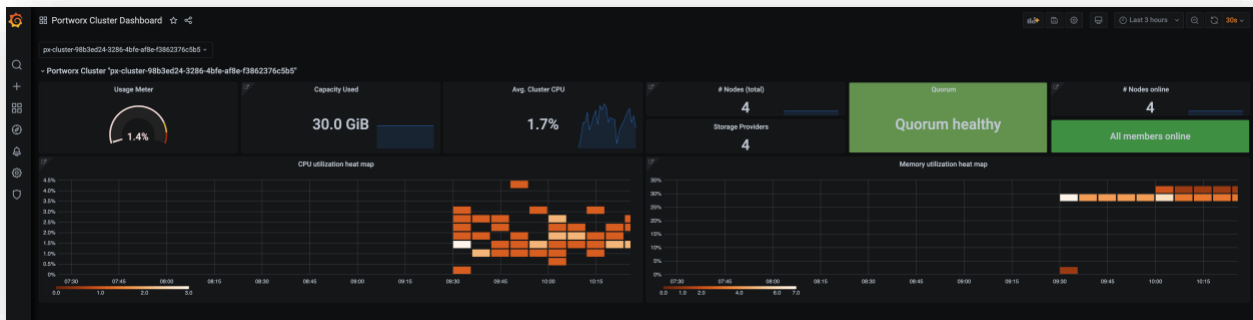 Portworx Cluster Dashboard
Last 3 hours
30s
px-cluster-98b3ed24-3286-4bfe-af8e-f3862376c5b5
Portworx Cluster "px-cluster-98b3ed24-3286-4bfe-af8e-f3862376c5b5"
Usage Meter
1.4%
Capacity Used
30.0 GiB
Avg. Cluster CPU
1.7%
# Nodes (total)
4
Storage Providers
4
Quorum
Quorum healthy
# Nodes online
4
All members online
CPU utilization heat map
4.5%
4.0%
3.5%
3.0%
2.5%
2.0%
1.5%
1.0%
0.5%
0%
07:30 07:45 08:00 08:15 08:30 08:45 09:00 09:15 09:30 09:45 10:00 10:15
0.0 1.0 2.0 3.0
Memory utilization heat map
30%
20%
15%
10%
5%
0%
07:30 07:45 08:00 08:15 08:30 08:45 09:00 09:15 09:30 09:45 10:00 10:15
0.0 1.0 2.0 4.0 6.0 7.0